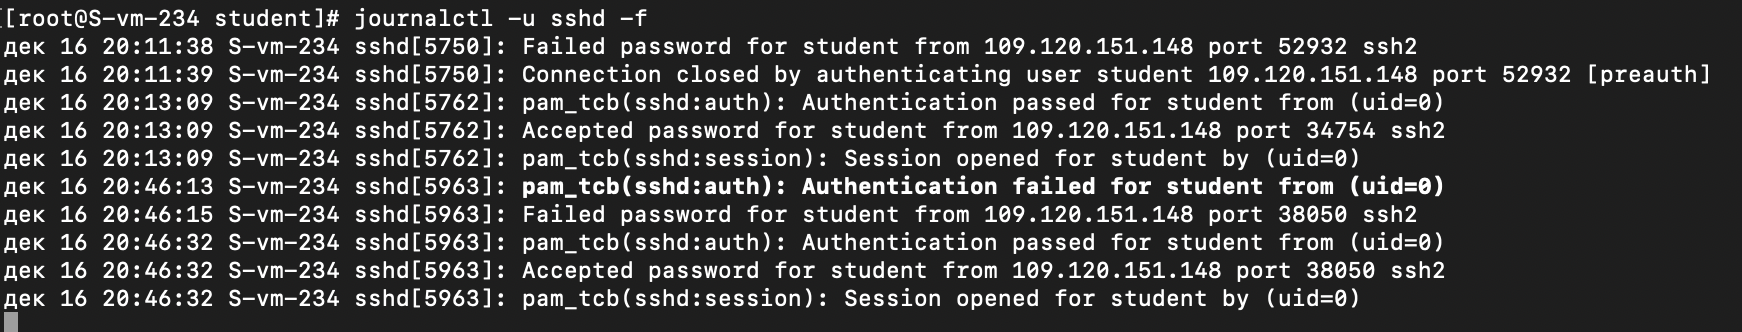 [[root@S-vm-234 student]# journalctl -u sshd -f
дек 16 20:11:38 S-vm-234 sshd[5750]: Failed password for student from 109.120.151.148 port 52932 ssh2
дек 16 20:11:39 S-vm-234 sshd[5750]: Connection closed by authenticating user student 109.120.151.148 port 52932 [preauth]
дек 16 20:13:09 S-vm-234 sshd[5762]: pam_tcb(sshd:auth): Authentication passed for student from (uid=0)
дек 16 20:13:09 S-vm-234 sshd[5762]: Accepted password for student from 109.120.151.148 port 34754 ssh2
дек 16 20:13:09 S-vm-234 sshd[5762]: pam_tcb(sshd:session): Session opened for student by (uid=0)
дек 16 20:46:13 S-vm-234 sshd[5963]: pam_tcb(sshd:auth): Authentication failed for student from (uid=0)
дек 16 20:46:15 S-vm-234 sshd[5963]: Failed password for student from 109.120.151.148 port 38050 ssh2
дек 16 20:46:32 S-vm-234 sshd[5963]: pam_tcb(sshd:auth): Authentication passed for student from (uid=0)
дек 16 20:46:32 S-vm-234 sshd[5963]: Accepted password for student from 109.120.151.148 port 38050 ssh2
дек 16 20:46:32 S-vm-234 sshd[5963]: pam_tcb(sshd:session): Session opened for student by (uid=0)